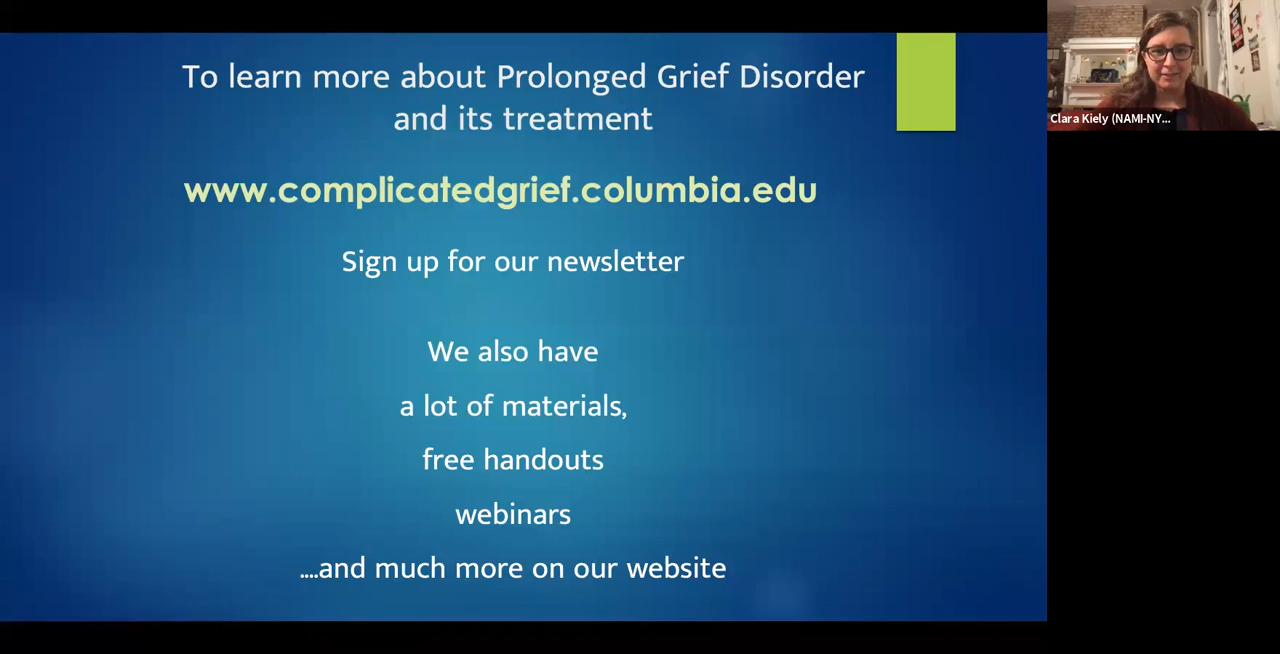 To learn more about Prolonged Grief Disorder
and its treatment
www.complicatedgrief.columbia.edu
Sign up for our newsletter
We also have
a lot of materials,
free handouts
webinars
....and much more on our website
Clara Kiely (NAMI-NY...